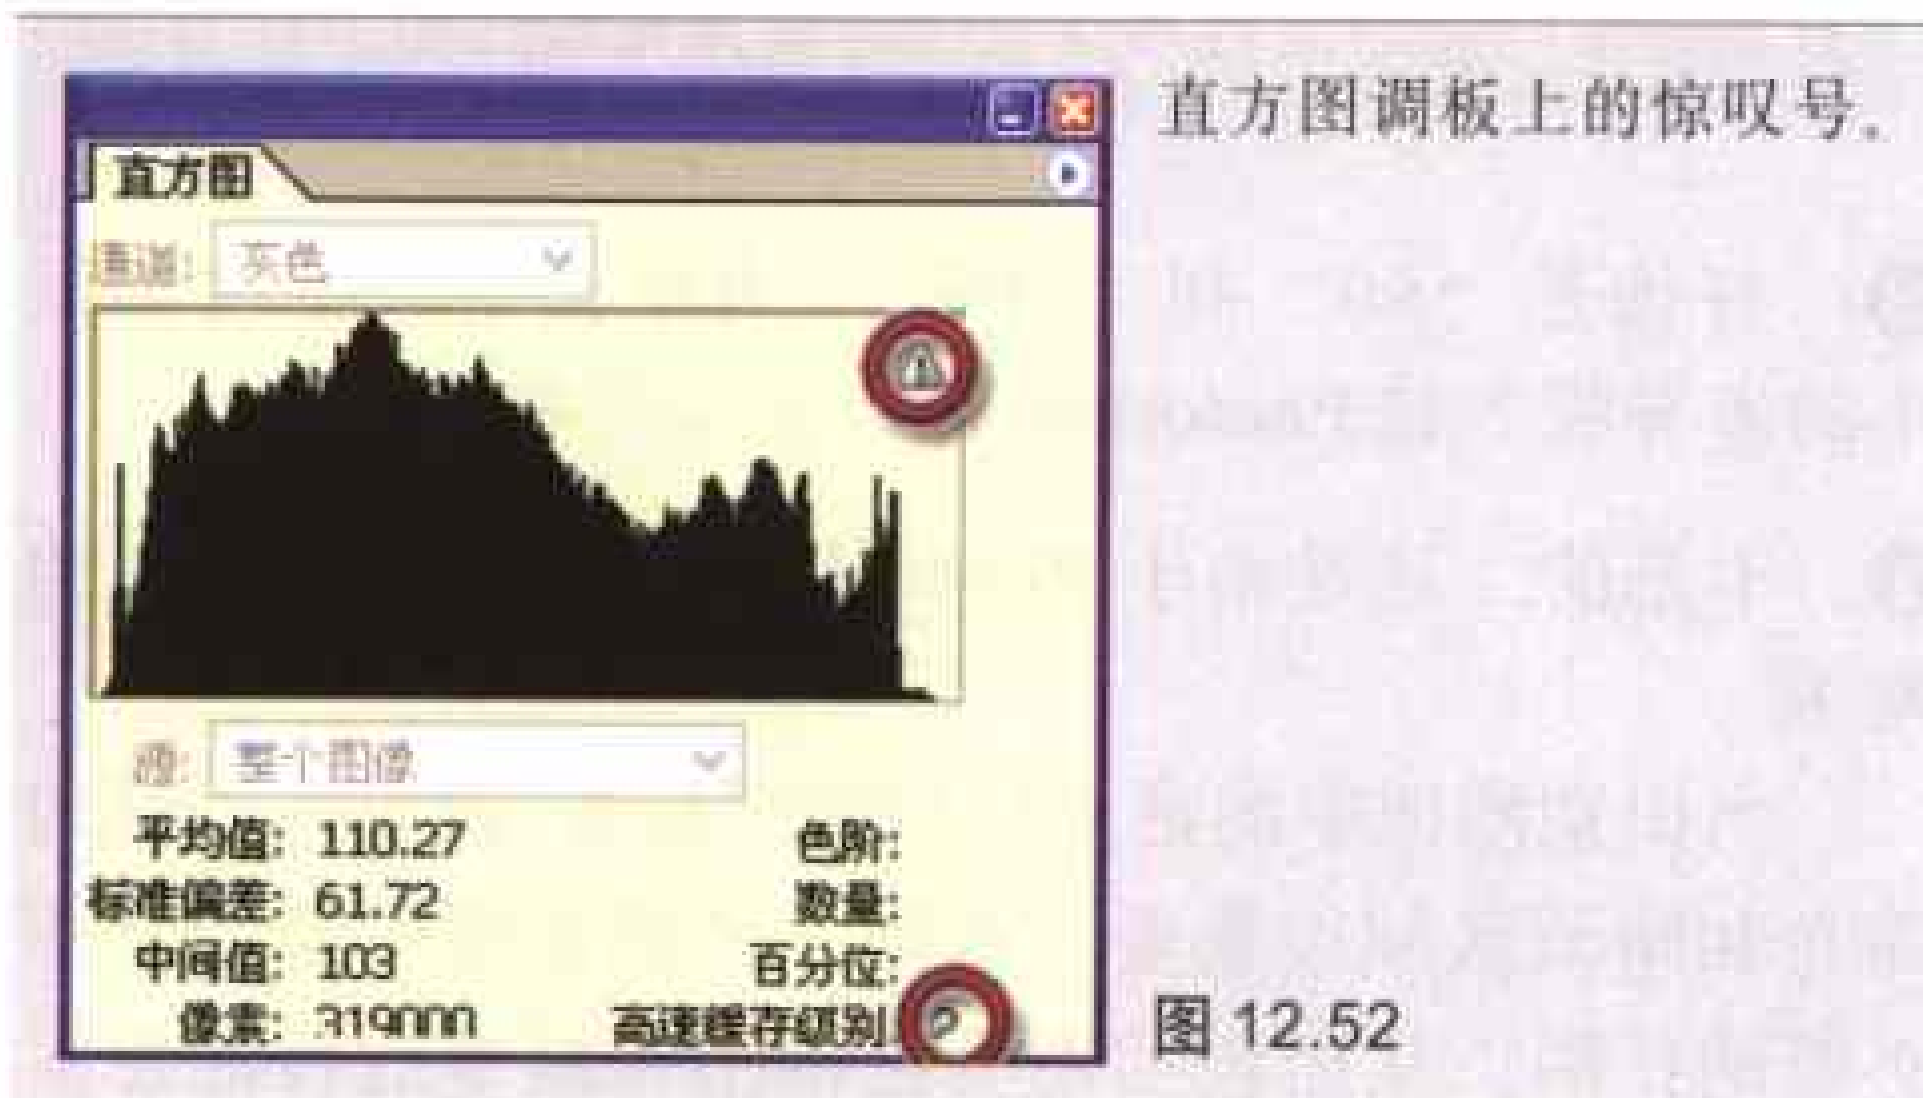 直方图调板上的惊叹号。
直方图
通道: 灰色
源: 整个图像
平均值: 110.27
色阶:
标准偏差: 61.72
数量:
中间值: 103
百分位:
像素: 319000
高速缓存级别: 2
图 12.52